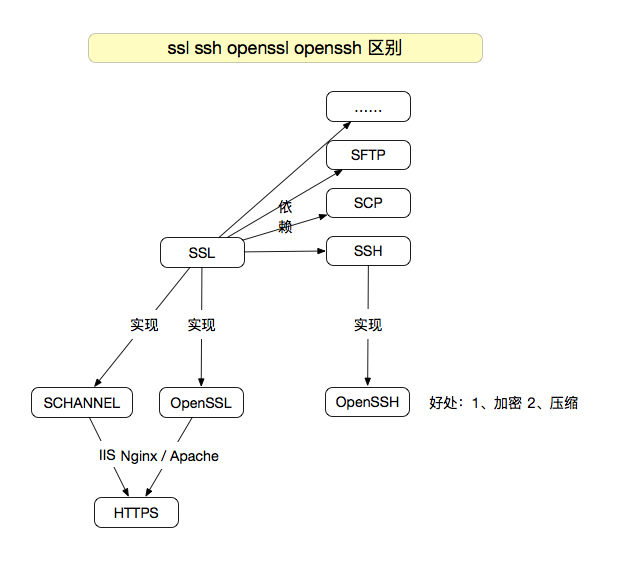 ssl ssh openssl openssh 区别
……
SFTP
依
赖
SCP
SSL
SSH
实现
实现
实现
SCHANNEL
OpenSSL
OpenSSH
好处：1、加密 2、压缩
IIS
Nginx / Apache
HTTPS